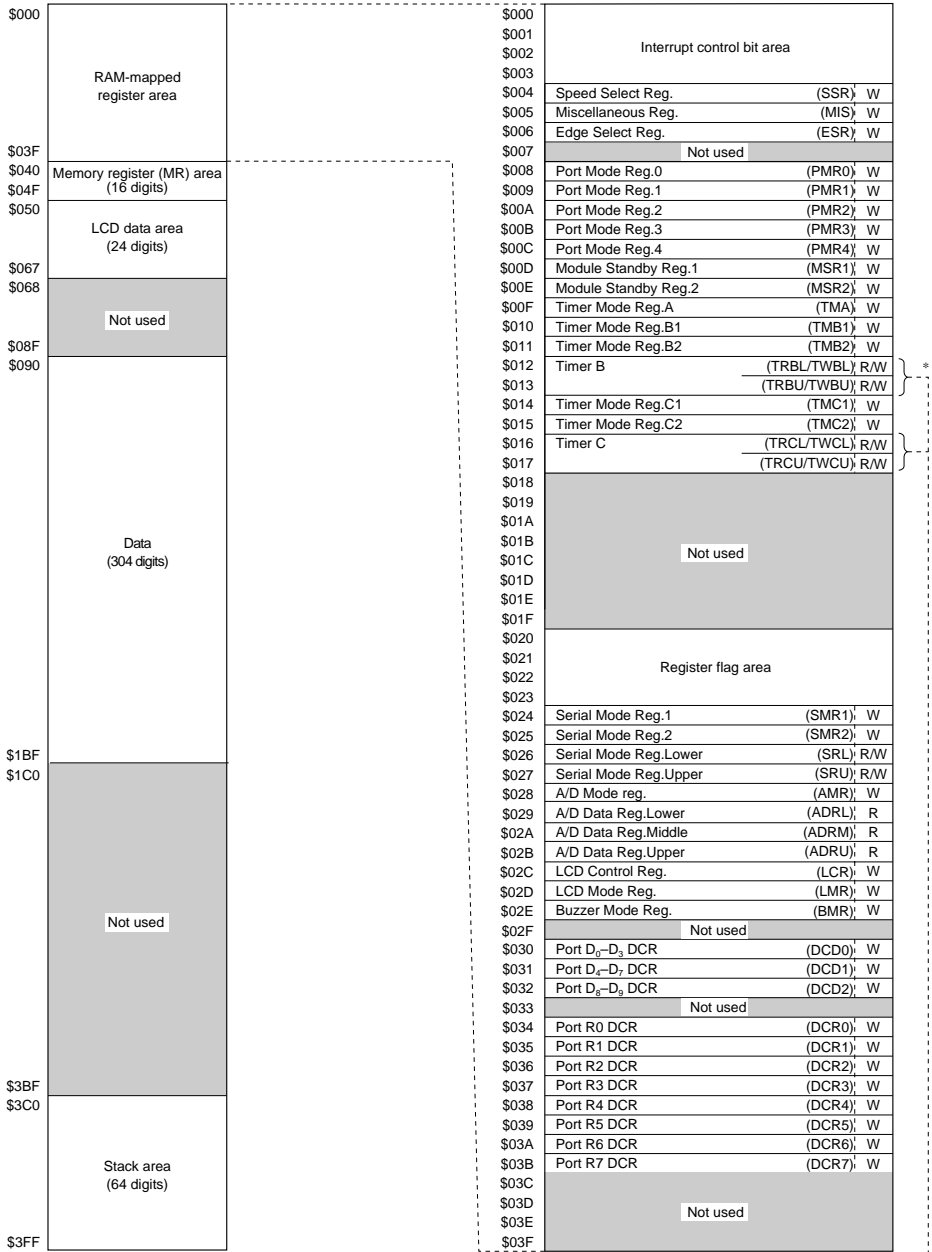 $000
RAM-mapped
register area
$03F
$040
Memory register (MR) area
$04F
(16 digits)
$050
LCD data area
(24 digits)
$067
$068
Not used
$08F
$090
Data
(304 digits)
$1BF
$1C0
Not used
$3BF
$3C0
Stack area
(64 digits)
$3FF
$000
$001
Interrupt control bit area
$002
$003
$004 Speed Select Reg. (SSR) W
$005 Miscellaneous Reg. (MIS) W
$006 Edge Select Reg. (ESR) W
$007 Not used
$008 Port Mode Reg.0 (PMR0) W
$009 Port Mode Reg.1 (PMR1) W
$00A Port Mode Reg.2 (PMR2) W
$00B Port Mode Reg.3 (PMR3) W
$00C Port Mode Reg.4 (PMR4) W
$00D Module Standby Reg.1 (MSR1) W
$00E Module Standby Reg.2 (MSR2) W
$00F Timer Mode Reg.A (TMA) W
$010 Timer Mode Reg.B1 (TMB1) W
$011 Timer Mode Reg.B2 (TMB2) W
$012 Timer B (TRBL/TWBL) R/W *
$013 (TRBU/TWBU) R/W
$014 Timer Mode Reg.C1 (TMC1) W
$015 Timer Mode Reg.C2 (TMC2) W
$016 Timer C (TRCL/TWCL) R/W
$017 (TRCU/TWCU) R/W
$018
$019
$01A
$01B
$01C Not used
$01D
$01E
$01F
$020
$021
Register flag area
$022
$023
$024 Serial Mode Reg.1 (SMR1) W
$025 Serial Mode Reg.2 (SMR2) W
$026 Serial Mode Reg.Lower (SRL) R/W
$027 Serial Mode Reg.Upper (SRU) R/W
$028 A/D Mode reg. (AMR) W
$029 A/D Data Reg.Lower (ADRL) R
$02A A/D Data Reg.Middle (ADRM) R
$02B A/D Data Reg.Upper (ADRU) R
$02C LCD Control Reg. (LCR) W
$02D LCD Mode Reg. (LMR) W
$02E Buzzer Mode Reg. (BMR) W
$02F Not used
$030 Port D₀–D₃ DCR (DCD0) W
$031 Port D₄–D₇ DCR (DCD1) W
$032 Port D₈–D₉ DCR (DCD2) W
$033 Not used
$034 Port R0 DCR (DCR0) W
$035 Port R1 DCR (DCR1) W
$036 Port R2 DCR (DCR2) W
$037 Port R3 DCR (DCR3) W
$038 Port R4 DCR (DCR4) W
$039 Port R5 DCR (DCR5) W
$03A Port R6 DCR (DCR6) W
$03B Port R7 DCR (DCR7) W
$03C
$03D
Not used
$03E
$03F